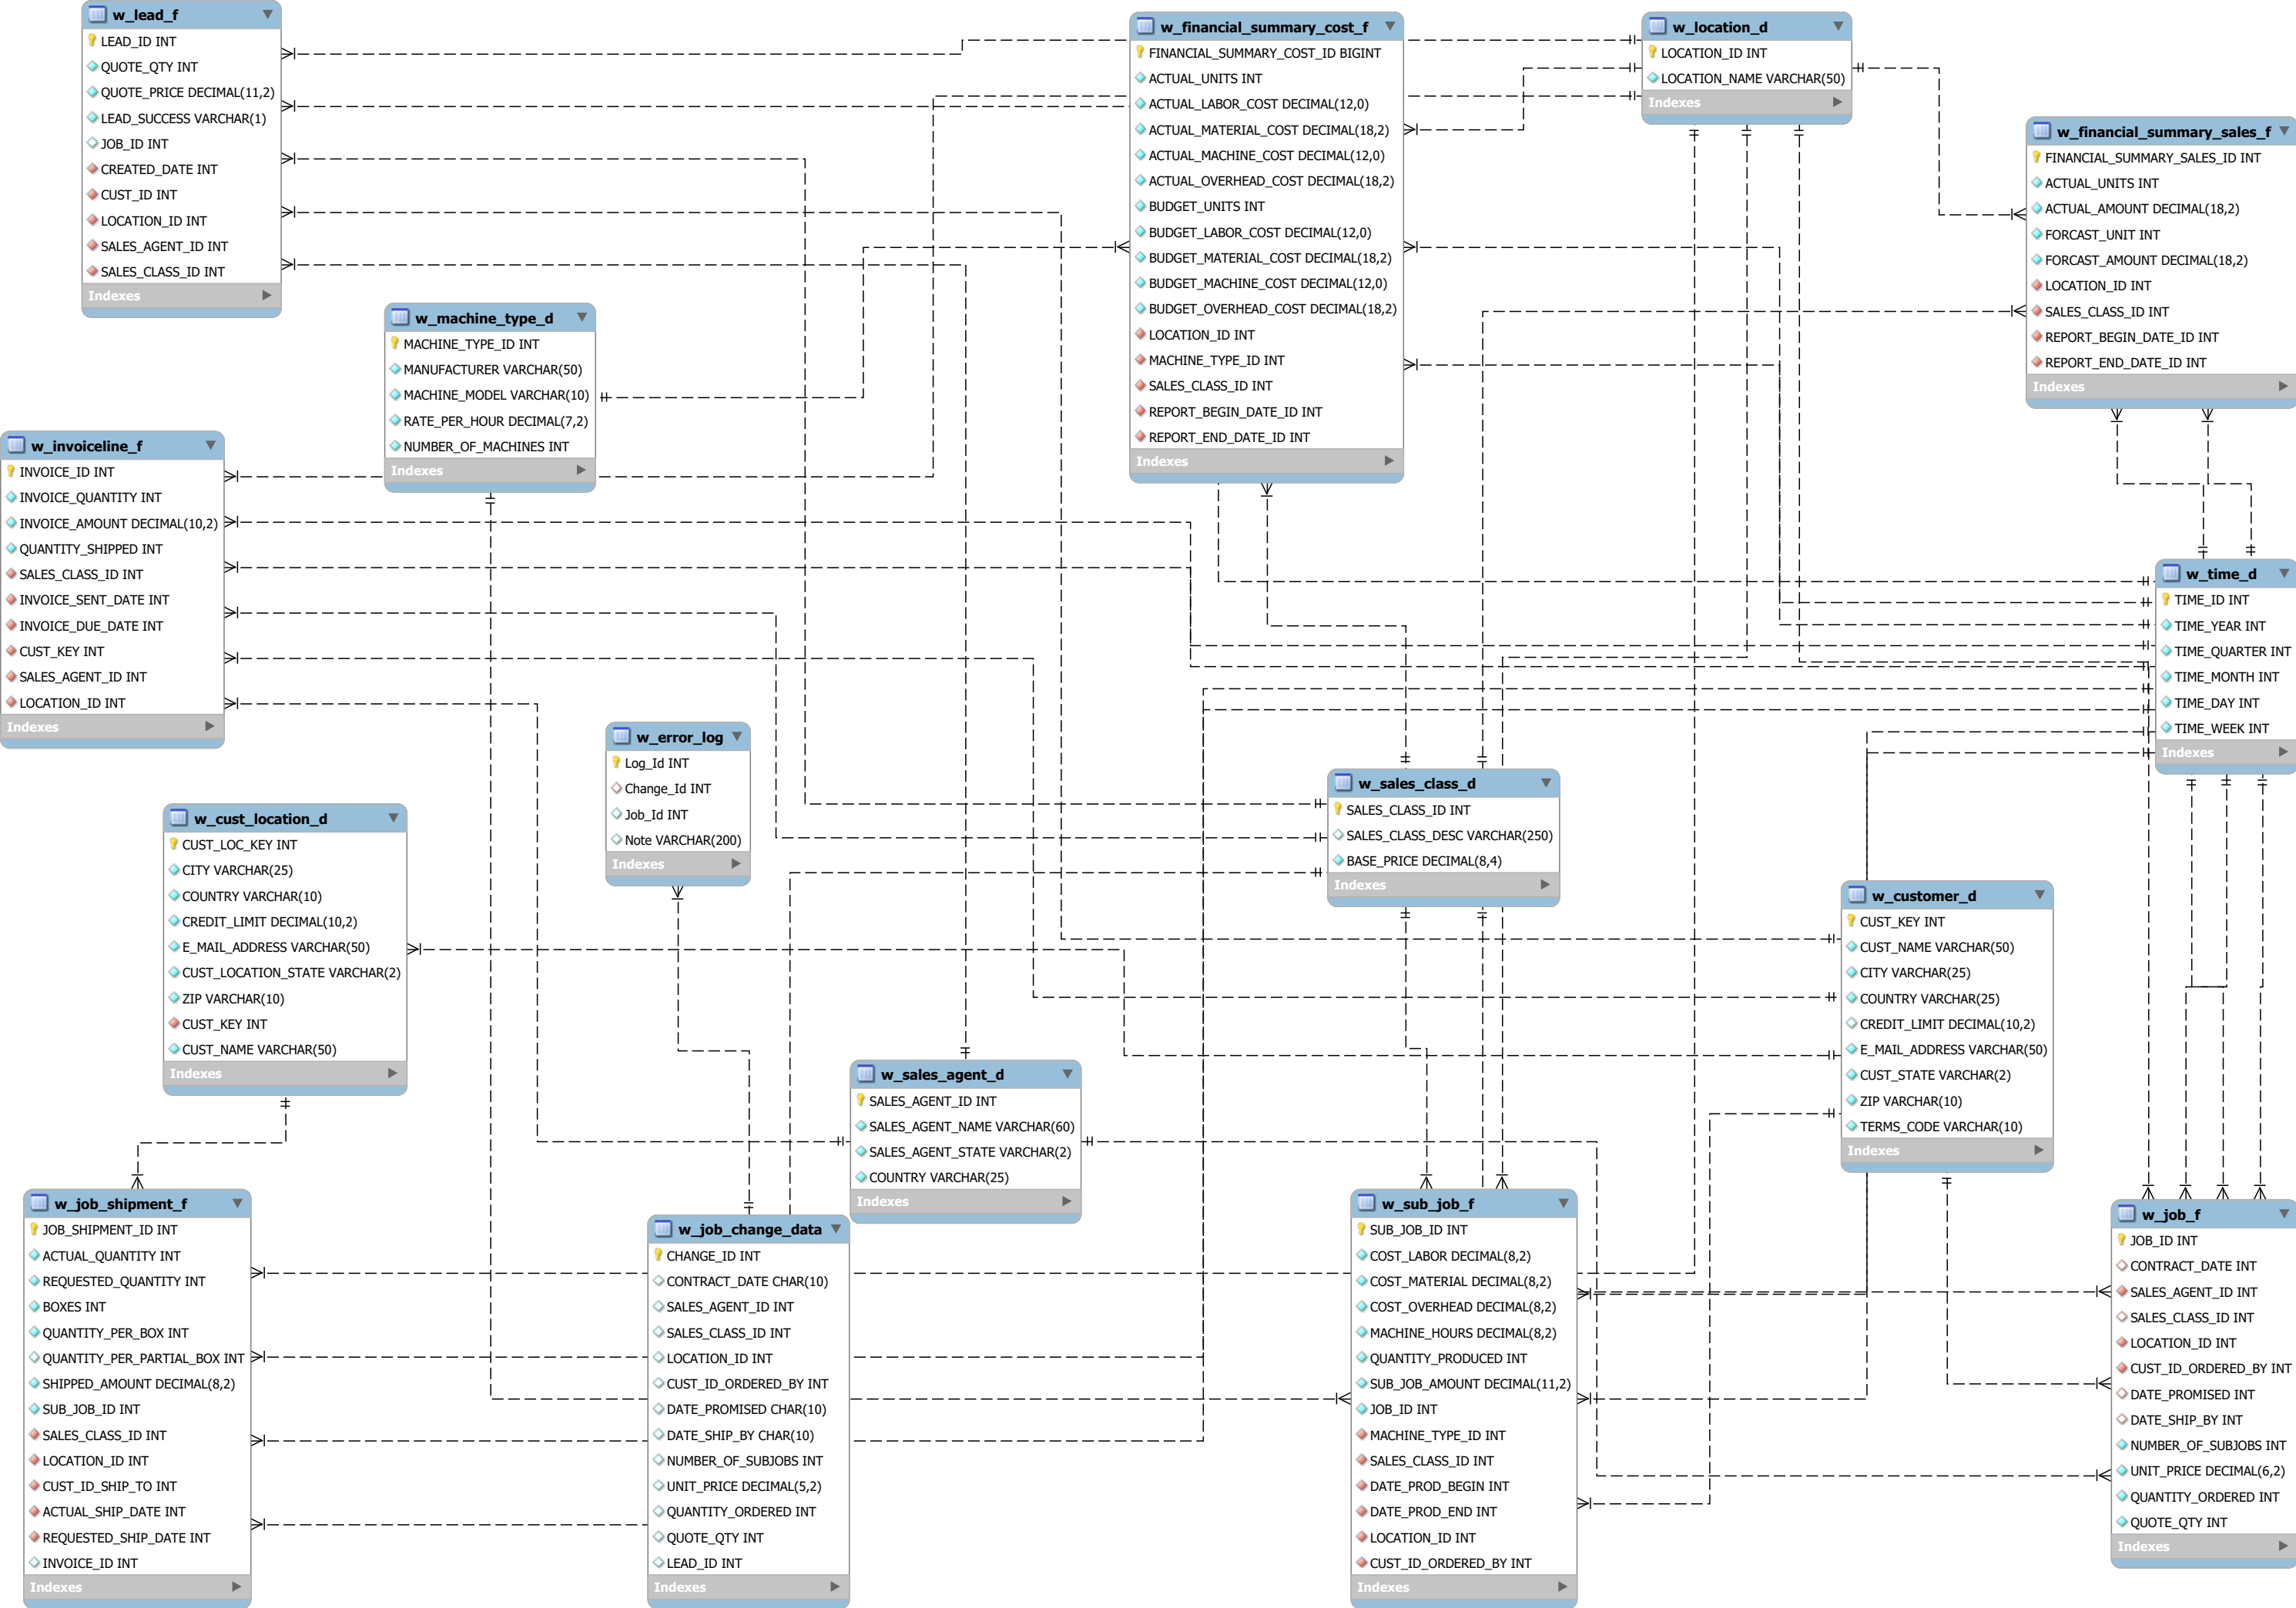 w_lead_f
LEAD_ID INT
QUOTE_QTY INT
QUOTE_PRICE DECIMAL(11,2)
LEAD_SUCCESS VARCHAR(1)
JOB_ID INT
CREATED_DATE INT
CUST_ID INT
LOCATION_ID INT
SALES_AGENT_ID INT
SALES_CLASS_ID INT
Indexes
w_financial_summary_cost_f
FINANCIAL_SUMMARY_COST_ID BIGINT
ACTUAL_UNITS INT
ACTUAL_LABOR_COST DECIMAL(12,0)
ACTUAL_MATERIAL_COST DECIMAL(18,2)
ACTUAL_MACHINE_COST DECIMAL(12,0)
ACTUAL_OVERHEAD_COST DECIMAL(18,2)
BUDGET_UNITS INT
BUDGET_LABOR_COST DECIMAL(12,0)
BUDGET_MATERIAL_COST DECIMAL(18,2)
BUDGET_MACHINE_COST DECIMAL(12,0)
BUDGET_OVERHEAD_COST DECIMAL(18,2)
LOCATION_ID INT
MACHINE_TYPE_ID INT
SALES_CLASS_ID INT
REPORT_BEGIN_DATE_ID INT
REPORT_END_DATE_ID INT
Indexes
w_location_d
LOCATION_ID INT
LOCATION_NAME VARCHAR(50)
Indexes
w_financial_summary_sales_f
FINANCIAL_SUMMARY_SALES_ID INT
ACTUAL_UNITS INT
ACTUAL_AMOUNT DECIMAL(18,2)
FORCAST_UNIT INT
FORCAST_AMOUNT DECIMAL(18,2)
LOCATION_ID INT
SALES_CLASS_ID INT
REPORT_BEGIN_DATE_ID INT
REPORT_END_DATE_ID INT
Indexes
w_machine_type_d
MACHINE_TYPE_ID INT
MANUFACTURER VARCHAR(50)
MACHINE_MODEL VARCHAR(10)
RATE_PER_HOUR DECIMAL(7,2)
NUMBER_OF_MACHINES INT
Indexes
w_invoiceline_f
INVOICE_ID INT
INVOICE_QUANTITY INT
INVOICE_AMOUNT DECIMAL(10,2)
QUANTITY_SHIPPED INT
SALES_CLASS_ID INT
INVOICE_SENT_DATE INT
INVOICE_DUE_DATE INT
CUST_KEY INT
SALES_AGENT_ID INT
LOCATION_ID INT
Indexes
w_time_d
TIME_ID INT
TIME_YEAR INT
TIME_QUARTER INT
TIME_MONTH INT
TIME_DAY INT
TIME_WEEK INT
Indexes
w_error_log
Log_Id INT
Change_Id INT
Job_Id INT
Note VARCHAR(200)
Indexes
w_sales_class_d
SALES_CLASS_ID INT
SALES_CLASS_DESC VARCHAR(250)
BASE_PRICE DECIMAL(8,4)
Indexes
w_cust_location_d
CUST_LOC_KEY INT
CITY VARCHAR(25)
COUNTRY VARCHAR(10)
CREDIT_LIMIT DECIMAL(10,2)
E_MAIL_ADDRESS VARCHAR(50)
CUST_LOCATION_STATE VARCHAR(2)
ZIP VARCHAR(10)
CUST_KEY INT
CUST_NAME VARCHAR(50)
Indexes
w_customer_d
CUST_KEY INT
CUST_NAME VARCHAR(50)
CITY VARCHAR(25)
COUNTRY VARCHAR(25)
CREDIT_LIMIT DECIMAL(10,2)
E_MAIL_ADDRESS VARCHAR(50)
CUST_STATE VARCHAR(2)
ZIP VARCHAR(10)
TERMS_CODE VARCHAR(10)
Indexes
w_sales_agent_d
SALES_AGENT_ID INT
SALES_AGENT_NAME VARCHAR(60)
SALES_AGENT_STATE VARCHAR(2)
COUNTRY VARCHAR(25)
Indexes
w_job_shipment_f
JOB_SHIPMENT_ID INT
ACTUAL_QUANTITY INT
REQUESTED_QUANTITY INT
BOXES INT
QUANTITY_PER_BOX INT
QUANTITY_PER_PARTIAL_BOX INT
SHIPPED_AMOUNT DECIMAL(8,2)
SUB_JOB_ID INT
SALES_CLASS_ID INT
LOCATION_ID INT
CUST_ID_SHIP_TO INT
ACTUAL_SHIP_DATE INT
REQUESTED_SHIP_DATE INT
INVOICE_ID INT
Indexes
w_job_change_data
CHANGE_ID INT
CONTRACT_DATE CHAR(10)
SALES_AGENT_ID INT
SALES_CLASS_ID INT
LOCATION_ID INT
CUST_ID_ORDERED_BY INT
DATE_PROMISED CHAR(10)
DATE_SHIP_BY CHAR(10)
NUMBER_OF_SUBJOBS INT
UNIT_PRICE DECIMAL(5,2)
QUANTITY_ORDERED INT
QUOTE_QTY INT
LEAD_ID INT
Indexes
w_sub_job_f
SUB_JOB_ID INT
COST_LABOR DECIMAL(8,2)
COST_MATERIAL DECIMAL(8,2)
COST_OVERHEAD DECIMAL(8,2)
MACHINE_HOURS DECIMAL(8,2)
QUANTITY_PRODUCED INT
SUB_JOB_AMOUNT DECIMAL(11,2)
JOB_ID INT
MACHINE_TYPE_ID INT
SALES_CLASS_ID INT
DATE_PROD_BEGIN INT
DATE_PROD_END INT
LOCATION_ID INT
CUST_ID_ORDERED_BY INT
Indexes
w_job_f
JOB_ID INT
CONTRACT_DATE INT
SALES_AGENT_ID INT
SALES_CLASS_ID INT
LOCATION_ID INT
CUST_ID_ORDERED_BY INT
DATE_PROMISED INT
DATE_SHIP_BY INT
NUMBER_OF_SUBJOBS INT
UNIT_PRICE DECIMAL(6,2)
QUANTITY_ORDERED INT
QUOTE_QTY INT
Indexes